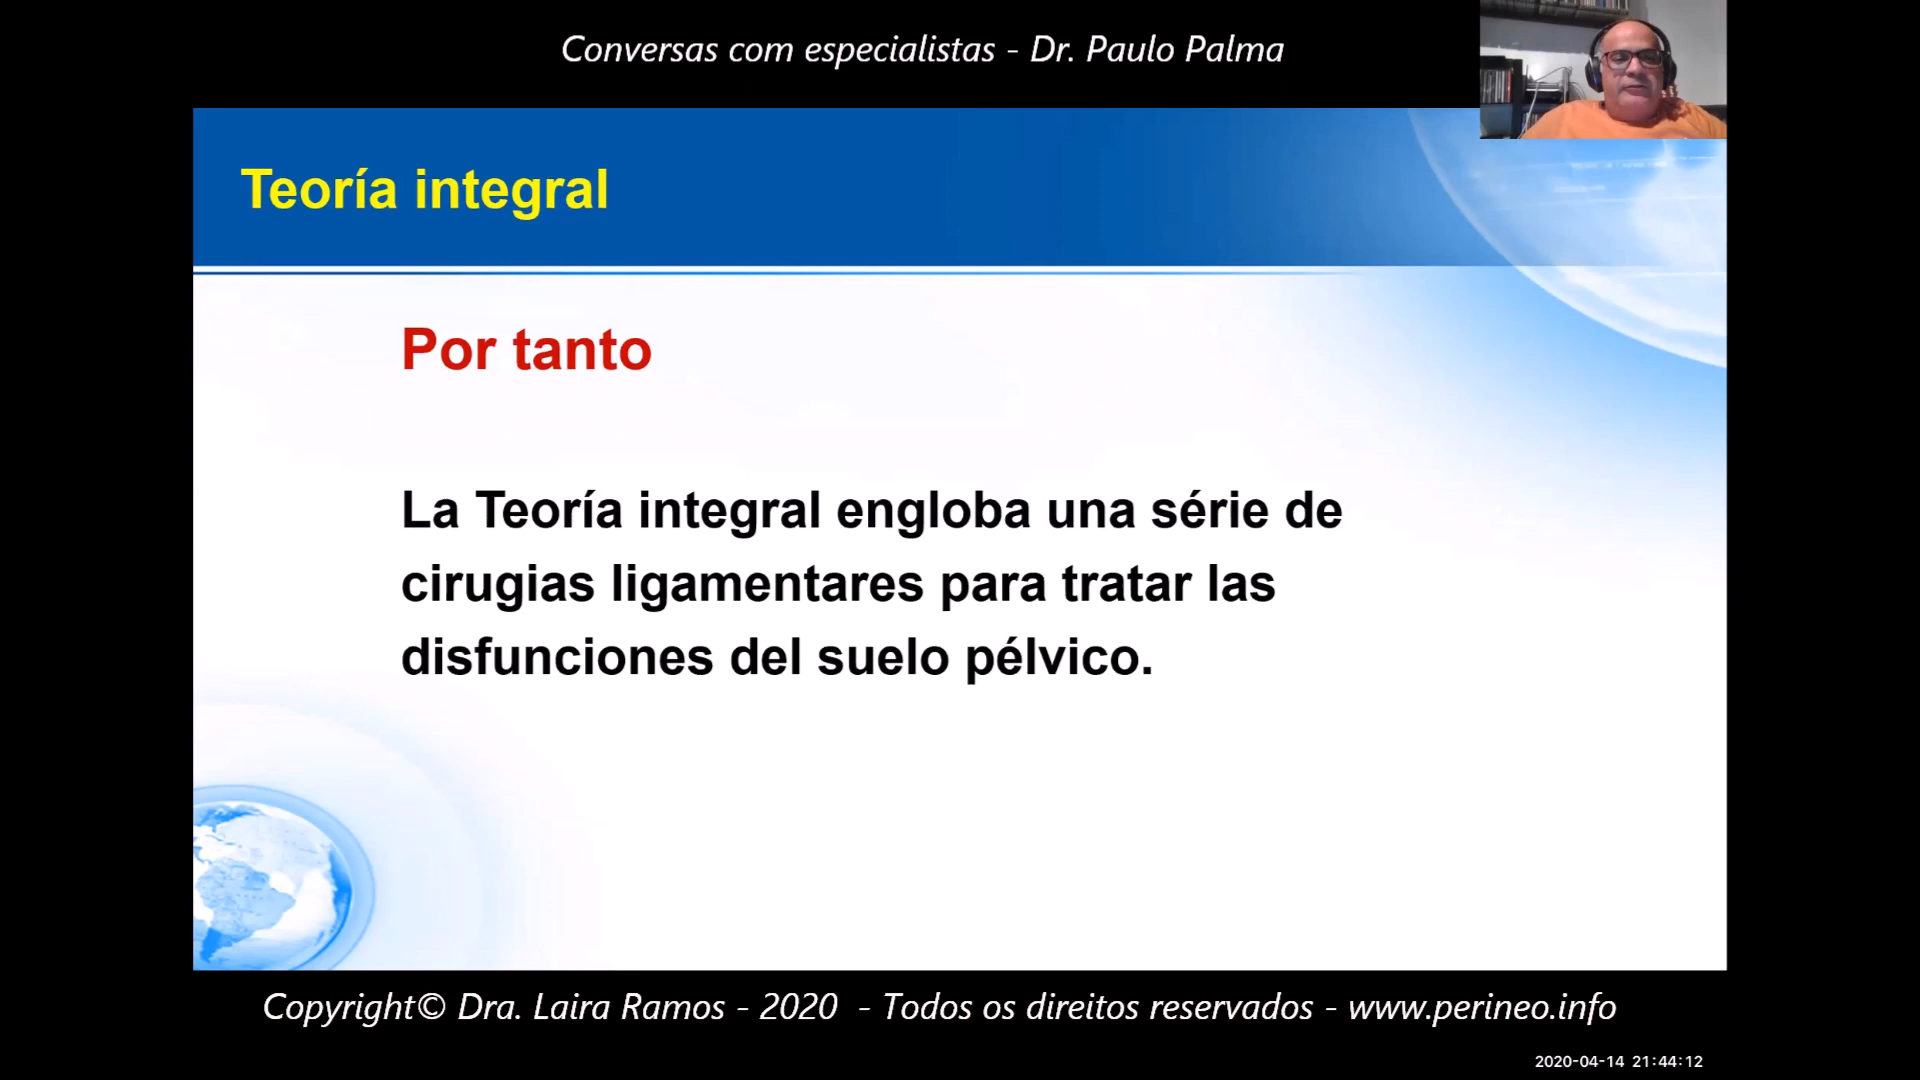 Conversas com especialistas - Dr. Paulo Palma
Teoría integral
Por tanto
La Teoría integral engloba una série de
cirugias ligamentares para tratar las
disfunciones del suelo pélvico.
Copyright© Dra. Laira Ramos - 2020 - Todos os direitos reservados - www.perineo.info
2020-04-14 21:44:12